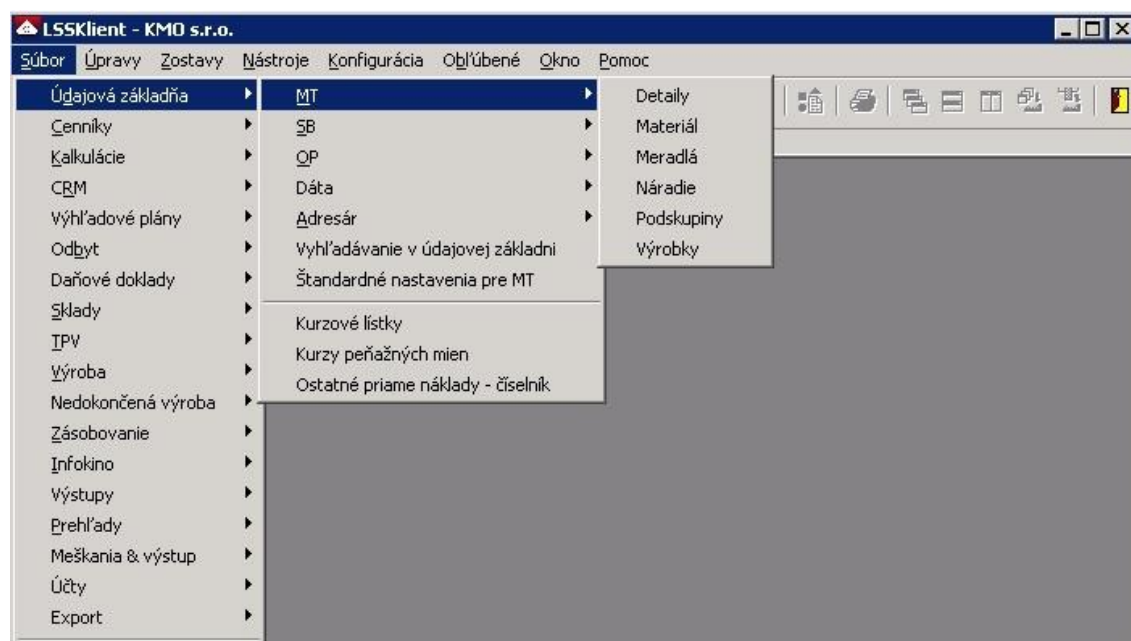 LSSKlient - KMO s.r.o.
Súbor Úpravy Zostavy Nástroje Konfigurácia Obľúbené Okno Pomoc
Údajová základňa
Cenníky
Kalkulácie
CRM
Výhľadové plány
Odbyt
Daňové doklady
Sklady
TPV
Výroba
Nedokončená výroba
Zásobovanie
Infokino
Výstupy
Prehľady
Meškania & výstup
Účty
Export
MT
SB
OP
Dáta
Adresár
Vyhľadávanie v údajovej základni
Štandardné nastavenia pre MT
Kurzové lístky
Kurzy peňažných mien
Ostatné priame náklady - číselník
Detaily
Materiál
Meradlá
Náradie
Podskupiny
Výrobky